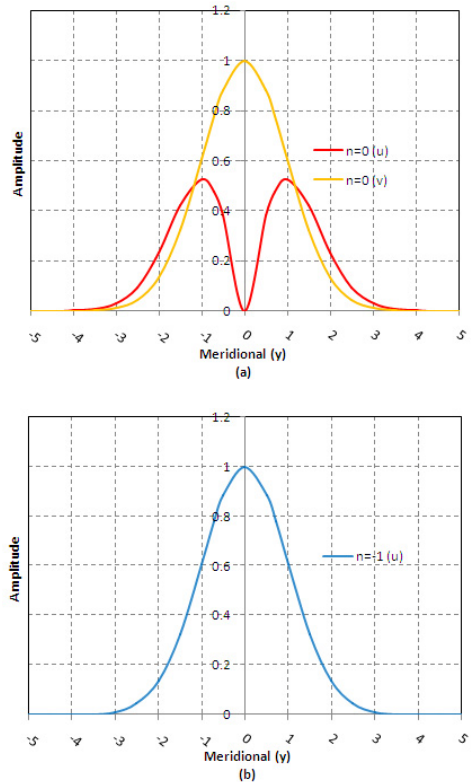 1.2
1
0.8
0.6
0.4
0.2
0
Amplitude
n=0 (u)
n=0 (v)
-5 -4 -3 -2 -1 0 1 2 3 4 5
Meridional (y)
(a)
1.2
1
0.8
0.6
0.4
0.2
0
Amplitude
n=-1 (u)
-5 -4 -3 -2 -1 0 1 2 3 4 5
Meridional (y)
(b)